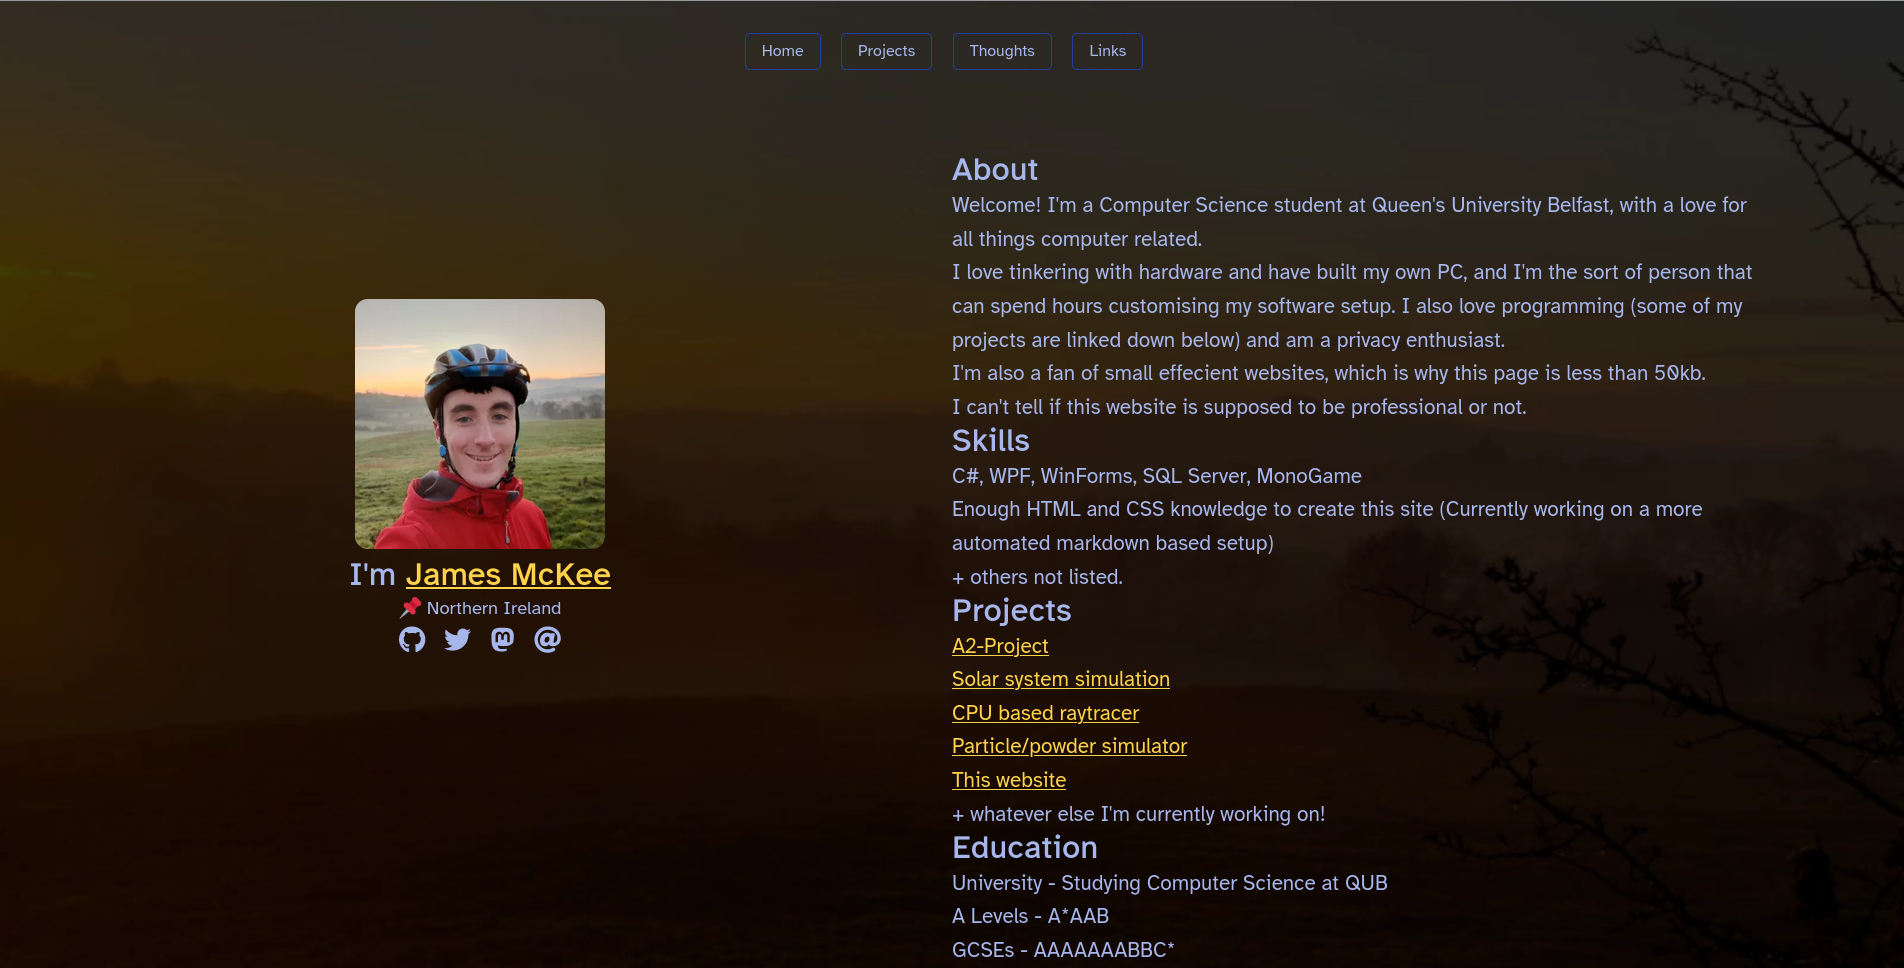 Home Projects Thoughts Links
I'm James McKee
Northern Ireland
About
Welcome! I'm a Computer Science student at Queen's University Belfast, with a love for
all things computer related.
I love tinkering with hardware and have built my own PC, and I'm the sort of person that
can spend hours customising my software setup. I also love programming (some of my
projects are linked down below) and am a privacy enthusiast.
I'm also a fan of small effecient websites, which is why this page is less than 50kb.
I can't tell if this website is supposed to be professional or not.
Skills
C#, WPF, WinForms, SQL Server, MonoGame
Enough HTML and CSS knowledge to create this site (Currently working on a more
automated markdown based setup)
+ others not listed.
Projects
A2-Project
Solar system simulation
CPU based raytracer
Particle/powder simulator
This website
+ whatever else I'm currently working on!
Education
University - Studying Computer Science at QUB
A Levels - A*AAB
GCSEs - AAAAAAABBC*